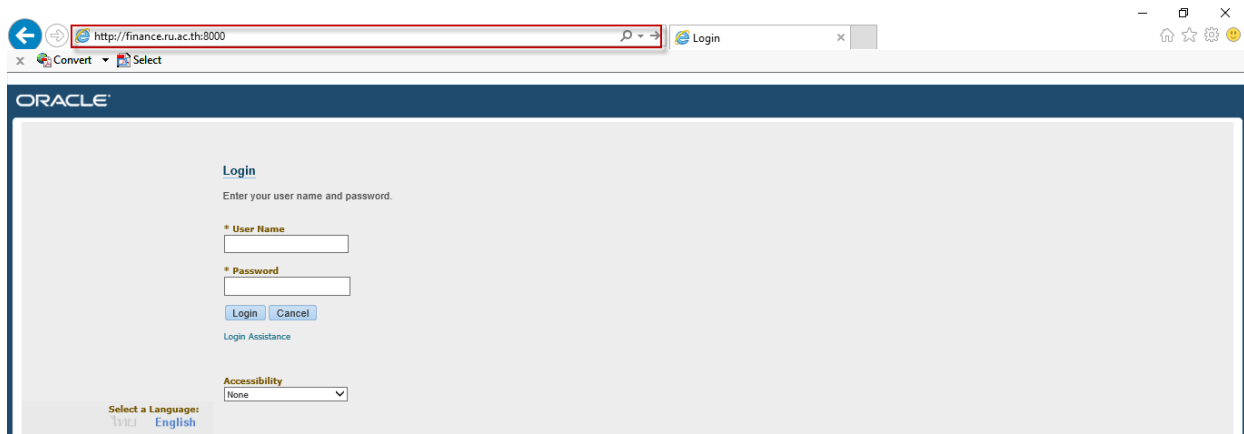 http://finance.ru.ac.th:8000
Login
Convert Select
ORACLE
Login
Enter your user name and password.
* User Name
* Password
Login Cancel
Login Assistance
Accessibility
None
Select a Language:
ไทย English